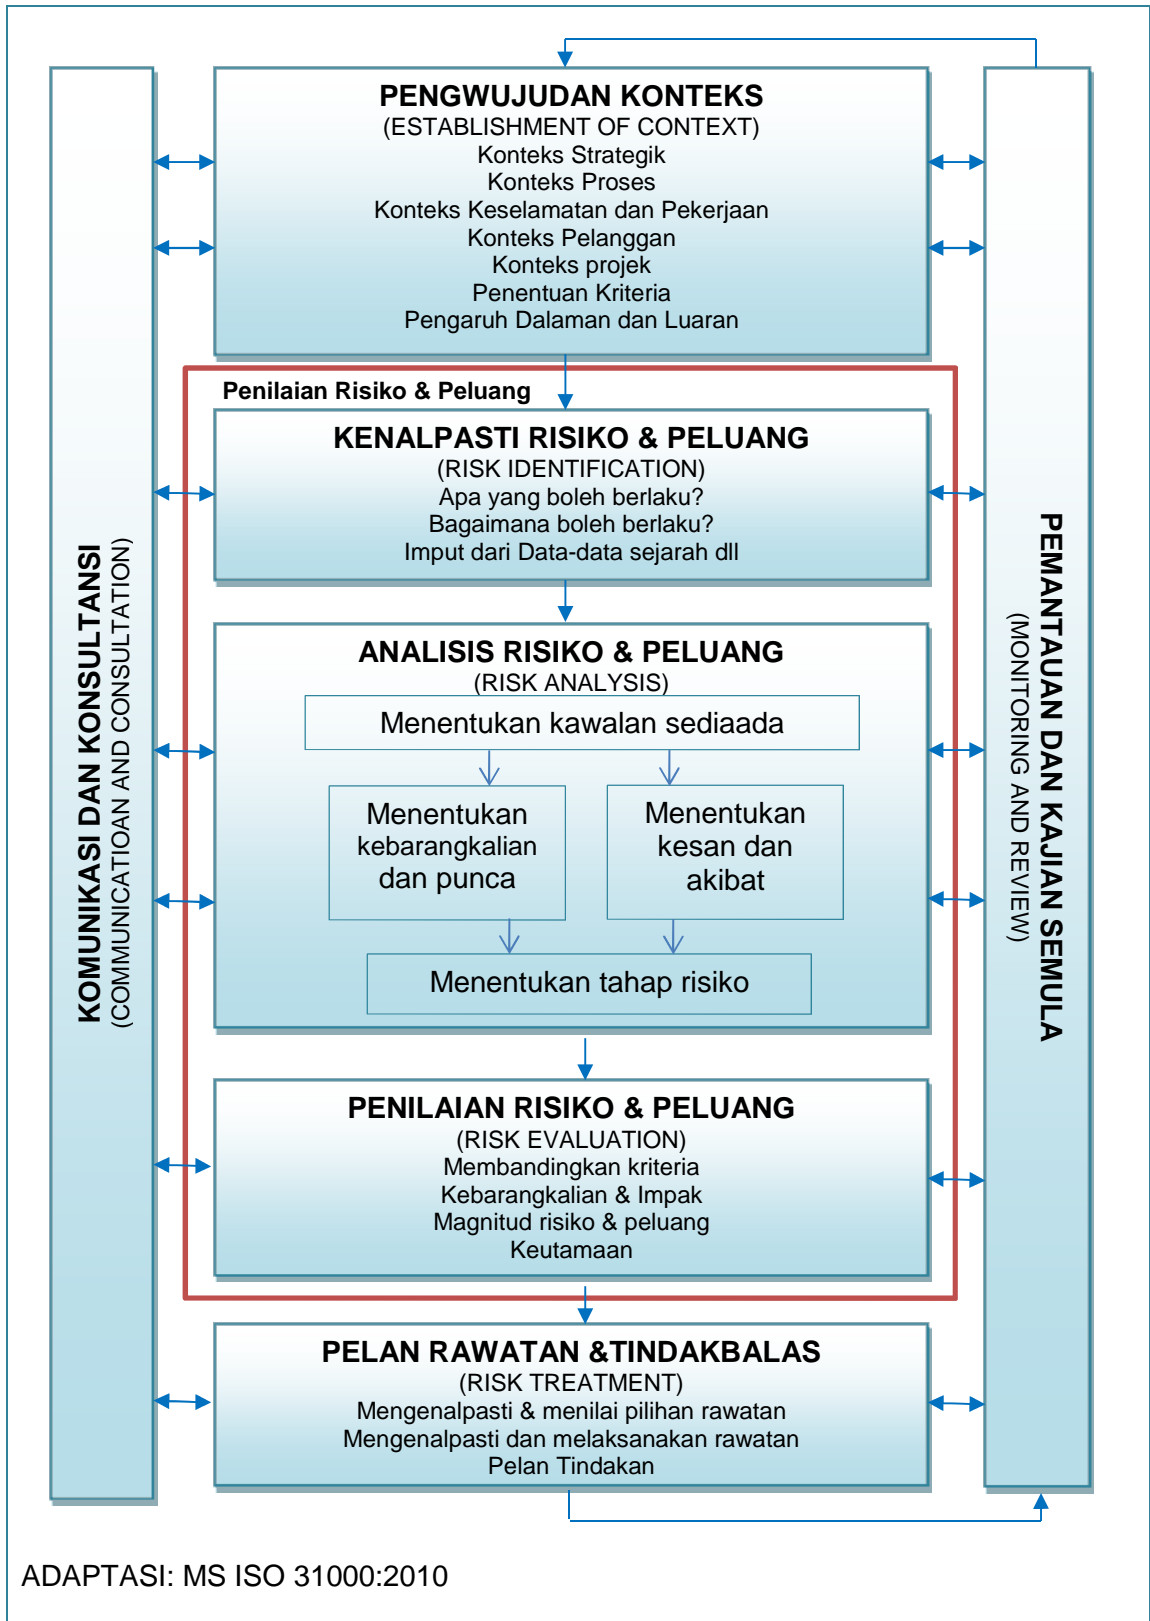 PENGWUJUDAN KONTEKS
(ESTABLISHMENT OF CONTEXT)
Konteks Strategik
Konteks Proses
Konteks Keselamatan dan Pekerjaan
Konteks Pelanggan
Konteks projek
Penentuan Kriteria
Pengaruh Dalaman dan Luaran
Penilaian Risiko & Peluang
KENALPASTI RISIKO & PELUANG
(RISK IDENTIFICATION)
Apa yang boleh berlaku?
Bagaimana boleh berlaku?
Imput dari Data-data sejarah dll
ANALISIS RISIKO & PELUANG
(RISK ANALYSIS)
Menentukan kawalan sediaada
Menentukan
kebarangkalian
dan punca
Menentukan
kesan dan
akibat
Menentukan tahap risiko
PENILAIAN RISIKO & PELUANG
(RISK EVALUATION)
Membandingkan kriteria
Kebarangkalian & Impak
Magnitud risiko & peluang
Keutamaan
PELAN RAWATAN &TINDAKBALAS
(RISK TREATMENT)
Mengenalpasti & menilai pilihan rawatan
Mengenalpasti dan melaksanakan rawatan
Pelan Tindakan
KOMUNIKASI DAN KONSULTANSI
(COMMUNICATIOAN AND CONSULTATION)
PEMANTAUAN DAN KAJIAN SEMULA
(MONITORING AND REVIEW)
ADAPTASI: MS ISO 31000:2010